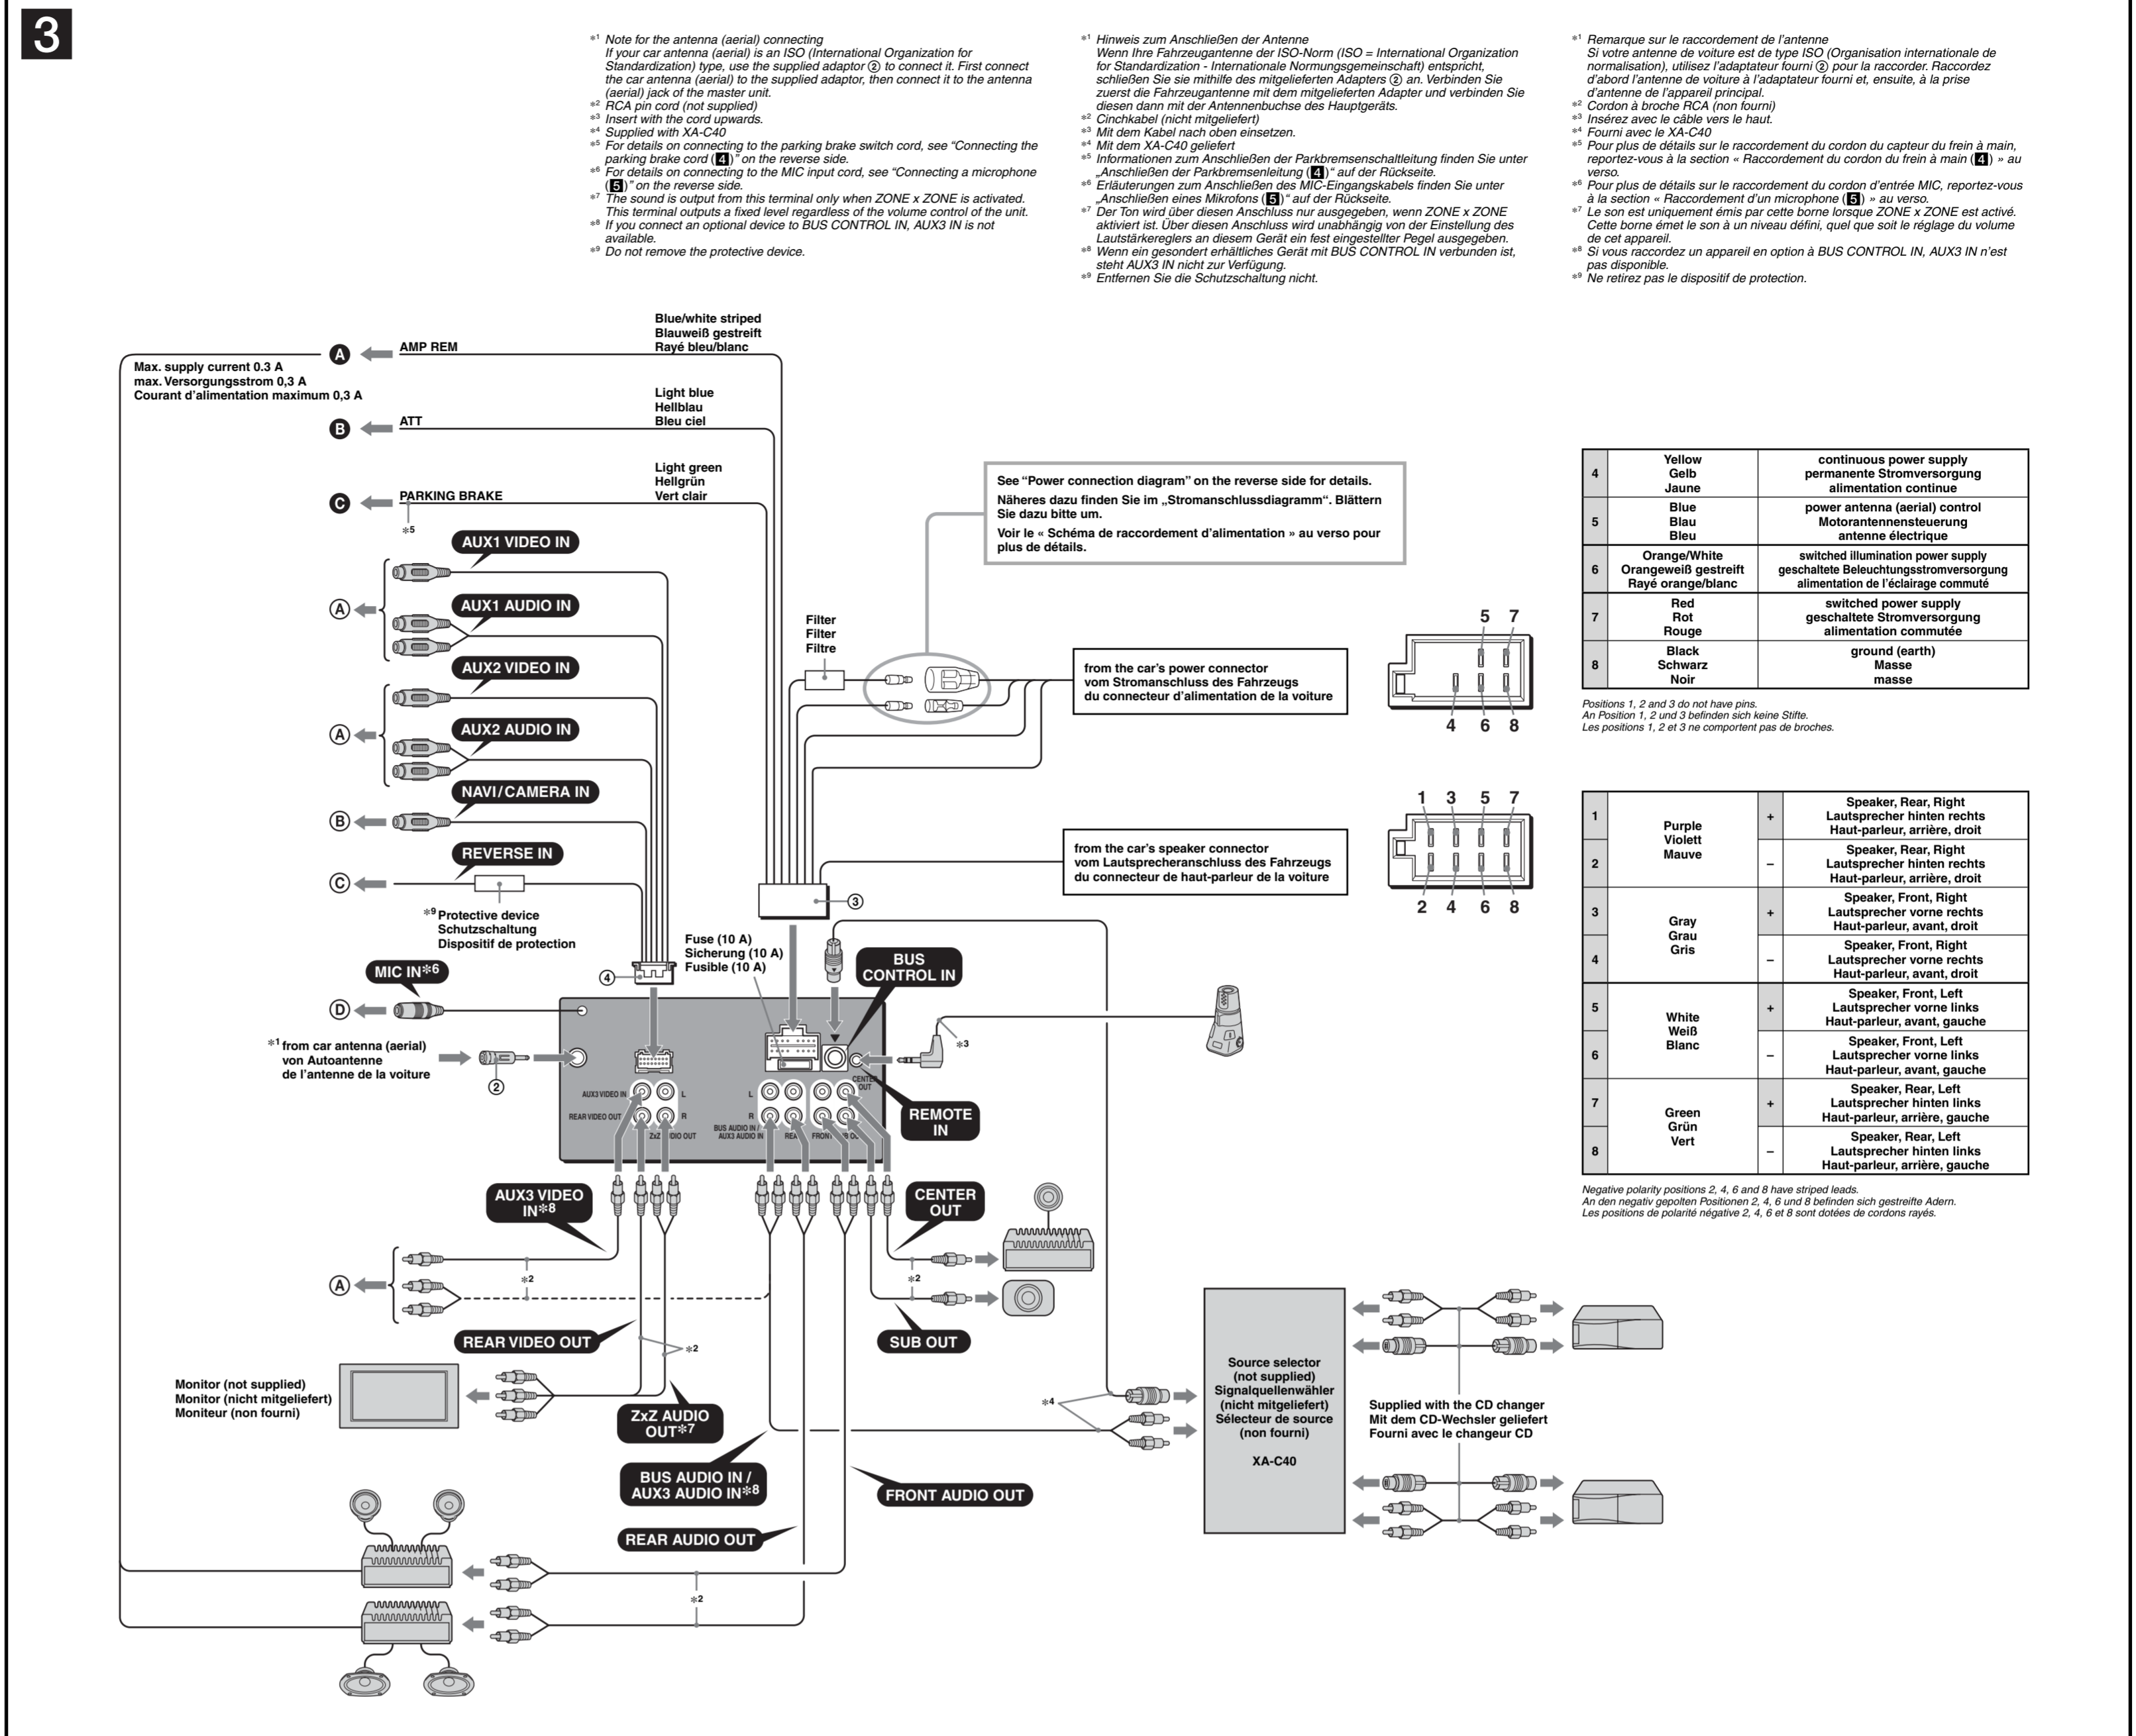 3
*1 Note for the antenna (aerial) connecting
If your car antenna (aerial) is an ISO (International Organization for
Standardization) type, use the supplied adaptor ② to connect it. First connect
the car antenna (aerial) to the supplied adaptor, then connect it to the antenna
(aerial) jack of the master unit.
*2 RCA pin cord (not supplied)
*3 Insert with the cord upwards.
*4 Supplied with XA-C40
*5 For details on connecting to the parking brake switch cord, see “Connecting the
parking brake cord (4)” on the reverse side.
*6 For details on connecting to the MIC input cord, see “Connecting a microphone
(5)” on the reverse side.
*7 The sound is output from this terminal only when ZONE x ZONE is activated.
This terminal outputs a fixed level regardless of the volume control of the unit.
*8 If you connect an optional device to BUS CONTROL IN, AUX3 IN is not
available.
*9 Do not remove the protective device.
*1 Hinweis zum Anschließen der Antenne
Wenn Ihre Fahrzeugantenne der ISO-Norm (ISO = International Organization
for Standardization - Internationale Normungsgemeinschaft) entspricht,
schließen Sie sie mithilfe des mitgelieferten Adapters ② an. Verbinden Sie
zuerst die Fahrzeugantenne mit dem mitgelieferten Adapter und verbinden Sie
diesen dann mit der Antennenbuchse des Hauptgeräts.
*2 Cinchkabel (nicht mitgeliefert)
*3 Mit dem Kabel nach oben einsetzen.
*4 Mit dem XA-C40 geliefert
*5 Informationen zum Anschließen der Parkbremsenschaltleitung finden Sie unter
„Anschließen der Parkbremsenleitung (4)“ auf der Rückseite.
*6 Erläuterungen zum Anschließen des MIC-Eingangskabels finden Sie unter
„Anschließen eines Mikrofons (5)“ auf der Rückseite.
*7 Der Ton wird über diesen Anschluss nur ausgegeben, wenn ZONE x ZONE
aktiviert ist. Über diesen Anschluss wird unabhängig von der Einstellung des
Lautstärkereglers an diesem Gerät ein fest eingestellter Pegel ausgegeben.
*8 Wenn ein gesondert erhältliches Gerät mit BUS CONTROL IN verbunden ist,
steht AUX3 IN nicht zur Verfügung.
*9 Entfernen Sie die Schutzschaltung nicht.
*1 Remarque sur le raccordement de l’antenne
Si votre antenne de voiture est de type ISO (Organisation internationale de
normalisation), utilisez l’adaptateur fourni ② pour la raccorder. Raccordez
d’abord l’antenne de voiture à l’adaptateur fourni et, ensuite, à la prise
d’antenne de l’appareil principal.
*2 Cordon à broche RCA (non fourni)
*3 Insérez avec le câble vers le haut.
*4 Fourni avec le XA-C40
*5 Pour plus de détails sur le raccordement du cordon du capteur du frein à main,
reportez-vous à la section « Raccordement du cordon du frein à main (4) » au
verso.
*6 Pour plus de détails sur le raccordement du cordon d’entrée MIC, reportez-vous
à la section « Raccordement d’un microphone (5) » au verso.
*7 Le son est uniquement émis par cette borne lorsque ZONE x ZONE est activé.
Cette borne émet le son à un niveau défini, quel que soit le réglage du volume
de cet appareil.
*8 Si vous raccordez un appareil en option à BUS CONTROL IN, AUX3 IN n’est
pas disponible.
*9 Ne retirez pas le dispositif de protection.
Blue/white striped
Blauweiß gestreift
Rayé bleu/blanc
A
AMP REM
Max. supply current 0.3 A
max. Versorgungsstrom 0,3 A
Courant d’alimentation maximum 0,3 A
Light blue
Hellblau
Bleu ciel
B
ATT
Light green
Hellgrün
Vert clair
C
PARKING BRAKE
*5
See “Power connection diagram” on the reverse side for details.
Näheres dazu finden Sie im „Stromanschlussdiagramm“. Blättern
Sie dazu bitte um.
Voir le « Schéma de raccordement d’alimentation » au verso pour
plus de détails.
AUX1 VIDEO IN
Ⓐ
AUX1 AUDIO IN
AUX2 VIDEO IN
Ⓐ
AUX2 AUDIO IN
NAVI/CAMERA IN
Ⓑ
REVERSE IN
Ⓒ
*9 Protective device
Schutzschaltung
Dispositif de protection
Filter
Filter
Filtre
from the car’s power connector
vom Stromanschluss des Fahrzeugs
du connecteur d’alimentation de la voiture
5 7
4 6 8
4
Yellow
Gelb
Jaune
continuous power supply
permanente Stromversorgung
alimentation continue
5
Blue
Blau
Bleu
power antenna (aerial) control
Motorantennensteuerung
antenne électrique
6
Orange/White
Orangeweiß gestreift
Rayé orange/blanc
switched illumination power supply
geschaltete Beleuchtungsstromversorgung
alimentation de l’éclairage commuté
7
Red
Rot
Rouge
switched power supply
geschaltete Stromversorgung
alimentation commutée
8
Black
Schwarz
Noir
ground (earth)
Masse
masse
Positions 1, 2 and 3 do not have pins.
An Position 1, 2 und 3 befinden sich keine Stifte.
Les positions 1, 2 et 3 ne comportent pas de broches.
from the car’s speaker connector
vom Lautsprecheranschluss des Fahrzeugs
du connecteur de haut-parleur de la voiture
1 3 5 7
2 4 6 8
1
Purple
Violett
Mauve
+
Speaker, Rear, Right
Lautsprecher hinten rechts
Haut-parleur, arrière, droit
2
–
Speaker, Rear, Right
Lautsprecher hinten rechts
Haut-parleur, arrière, droit
3
Gray
Grau
Gris
+
Speaker, Front, Right
Lautsprecher vorne rechts
Haut-parleur, avant, droit
4
–
Speaker, Front, Right
Lautsprecher vorne rechts
Haut-parleur, avant, droit
5
White
Weiß
Blanc
+
Speaker, Front, Left
Lautsprecher vorne links
Haut-parleur, avant, gauche
6
–
Speaker, Front, Left
Lautsprecher vorne links
Haut-parleur, avant, gauche
7
Green
Grün
Vert
+
Speaker, Rear, Left
Lautsprecher hinten links
Haut-parleur, arrière, gauche
8
–
Speaker, Rear, Left
Lautsprecher hinten links
Haut-parleur, arrière, gauche
Negative polarity positions 2, 4, 6 and 8 have striped leads.
An den negativ gepolten Positionen 2, 4, 6 und 8 befinden sich gestreifte Adern.
Les positions de polarité négative 2, 4, 6 et 8 sont dotées de cordons rayés.
③
Fuse (10 A)
Sicherung (10 A)
Fusible (10 A)
BUS
CONTROL IN
④
MIC IN*6
Ⓓ
*1 from car antenna (aerial)
von Autoantenne
de l’antenne de la voiture
②
*3
REMOTE
IN
CENTER
OUT
AUX3 VIDEO IN
L
L
REAR VIDEO OUT
R
R
ZxZ
BUS AUDIO IN /
AUX3 AUDIO IN
AUX3 VIDEO
IN*8
CENTER
OUT
Ⓐ
*2
*2
REAR VIDEO OUT
*2
SUB OUT
Monitor (not supplied)
Monitor (nicht mitgeliefert)
Moniteur (non fourni)
ZxZ AUDIO
OUT*7
BUS AUDIO IN /
AUX3 AUDIO IN*8
FRONT AUDIO OUT
REAR AUDIO OUT
*2
*4
Source selector
(not supplied)
Signalquellenwähler
(nicht mitgeliefert)
Sélecteur de source
(non fourni)
XA-C40
Supplied with the CD changer
Mit dem CD-Wechsler geliefert
Fourni avec le changeur CD